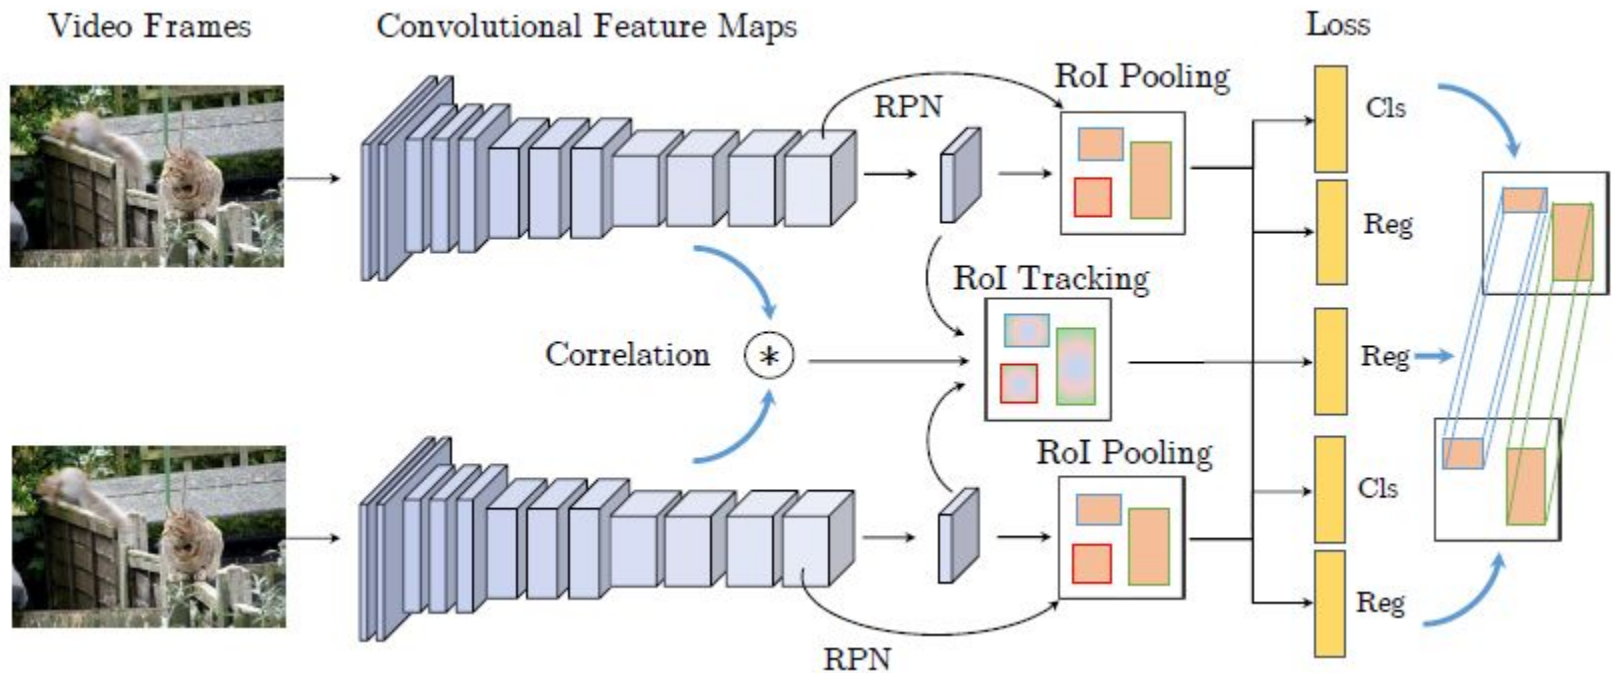 Video Frames
Convolutional Feature Maps
Loss
RoI Pooling
RPN
Cls
Reg
RoI Tracking
Correlation
*
Reg
RoI Pooling
Cls
Reg
RPN